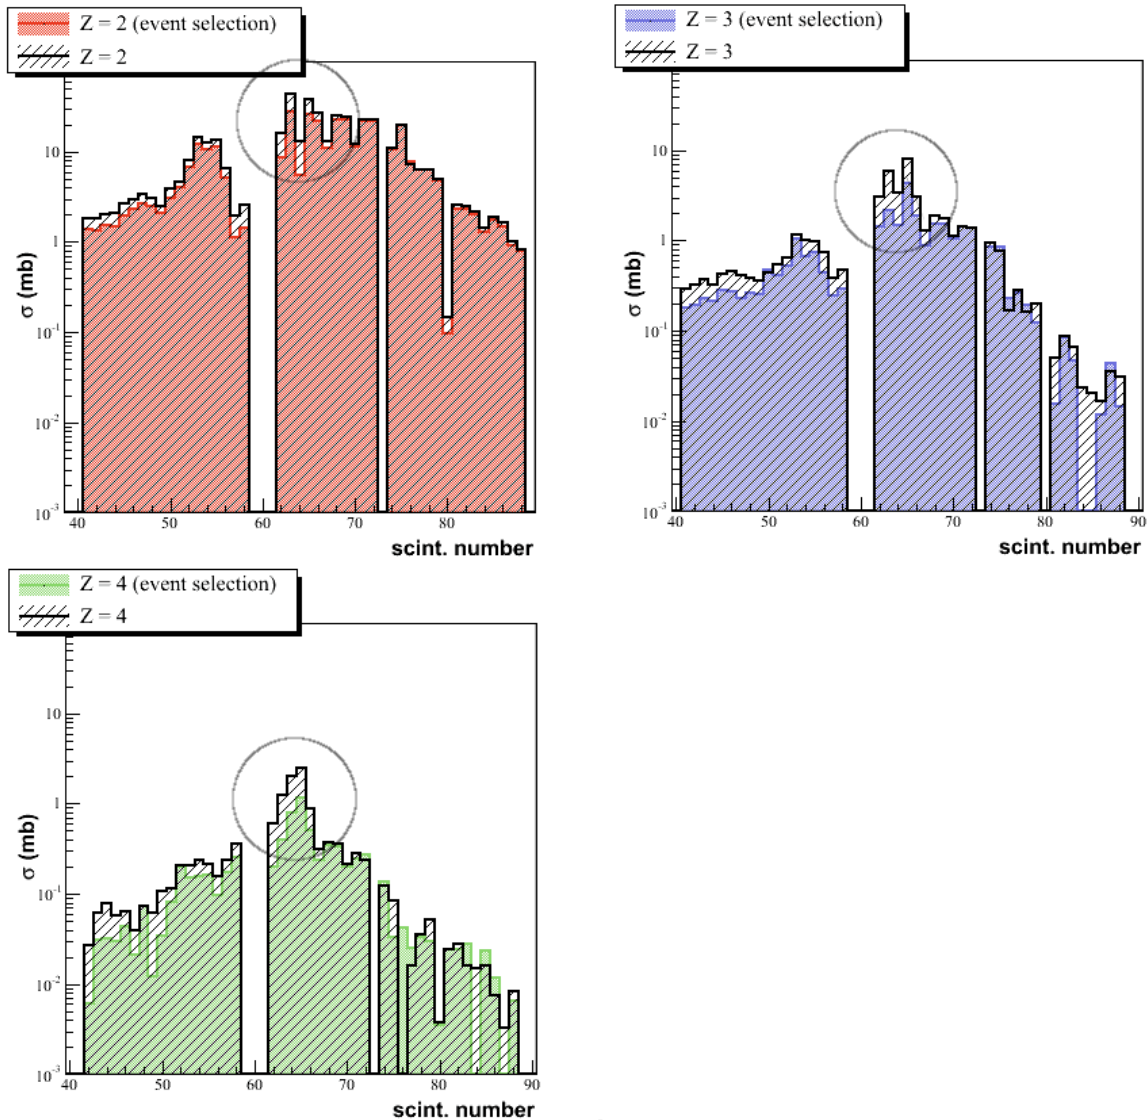 Z = 2 (event selection)
Z = 2
10
1
10-1
10-2
10-3
σ (mb)
40 50 60 70 80
scint. number
Z = 3 (event selection)
Z = 3
10
1
10-1
10-2
10-3
σ (mb)
40 50 60 70 80 90
scint. number
Z = 4 (event selection)
Z = 4
10
1
10-1
10-2
10-3
σ (mb)
40 50 60 70 80 90
scint. number